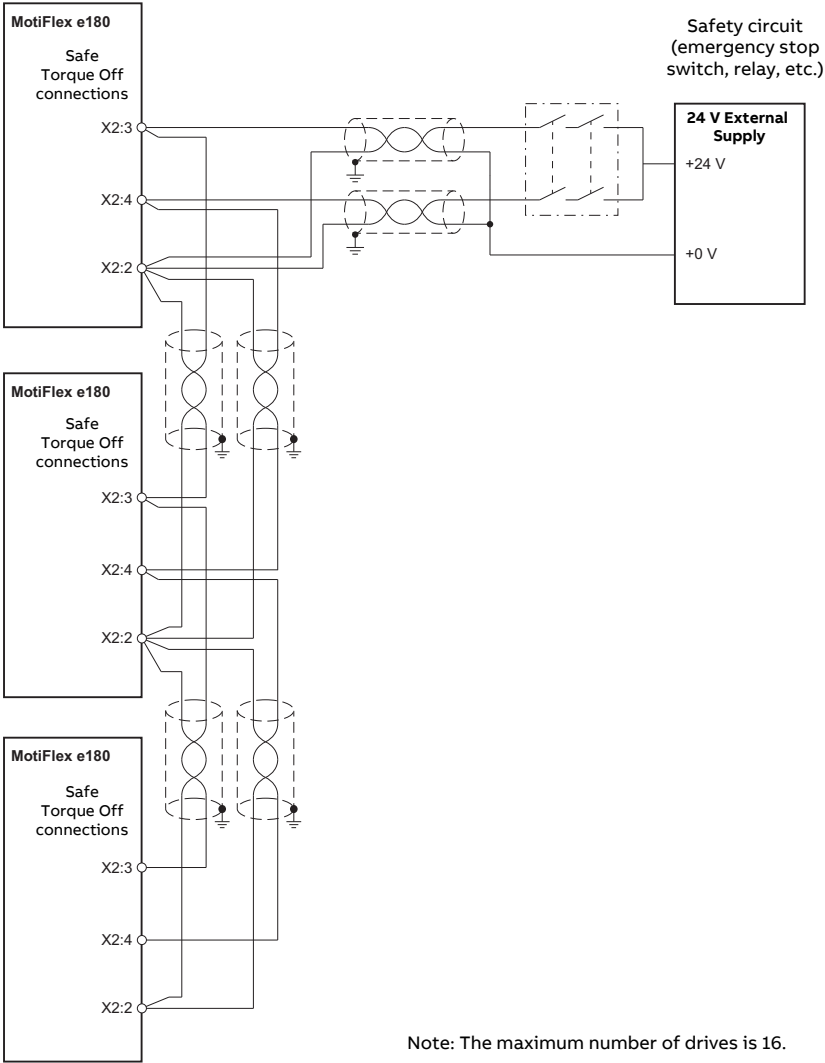 MotiFlex e180
Safe
Torque Off
connections
X2:3
X2:4
X2:2
Safety circuit
(emergency stop
switch, relay, etc.)
24 V External
Supply
+24 V
+0 V
MotiFlex e180
Safe
Torque Off
connections
X2:3
X2:4
X2:2
MotiFlex e180
Safe
Torque Off
connections
X2:3
X2:4
X2:2
Note: The maximum number of drives is 16.